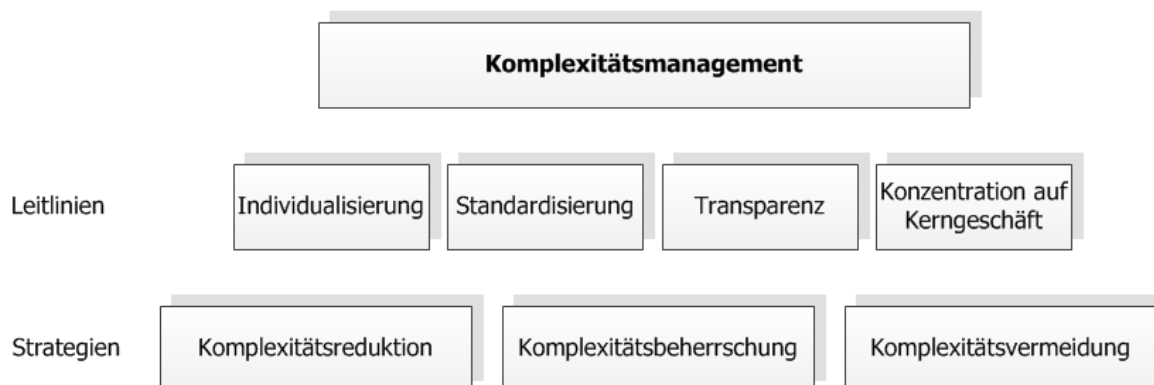 Komplexitätsmanagement
Leitlinien
Individualisierung
Standardisierung
Transparenz
Konzentration auf
Kerngeschäft
Strategien
Komplexitätsreduktion
Komplexitätsbeherrschung
Komplexitätsvermeidung